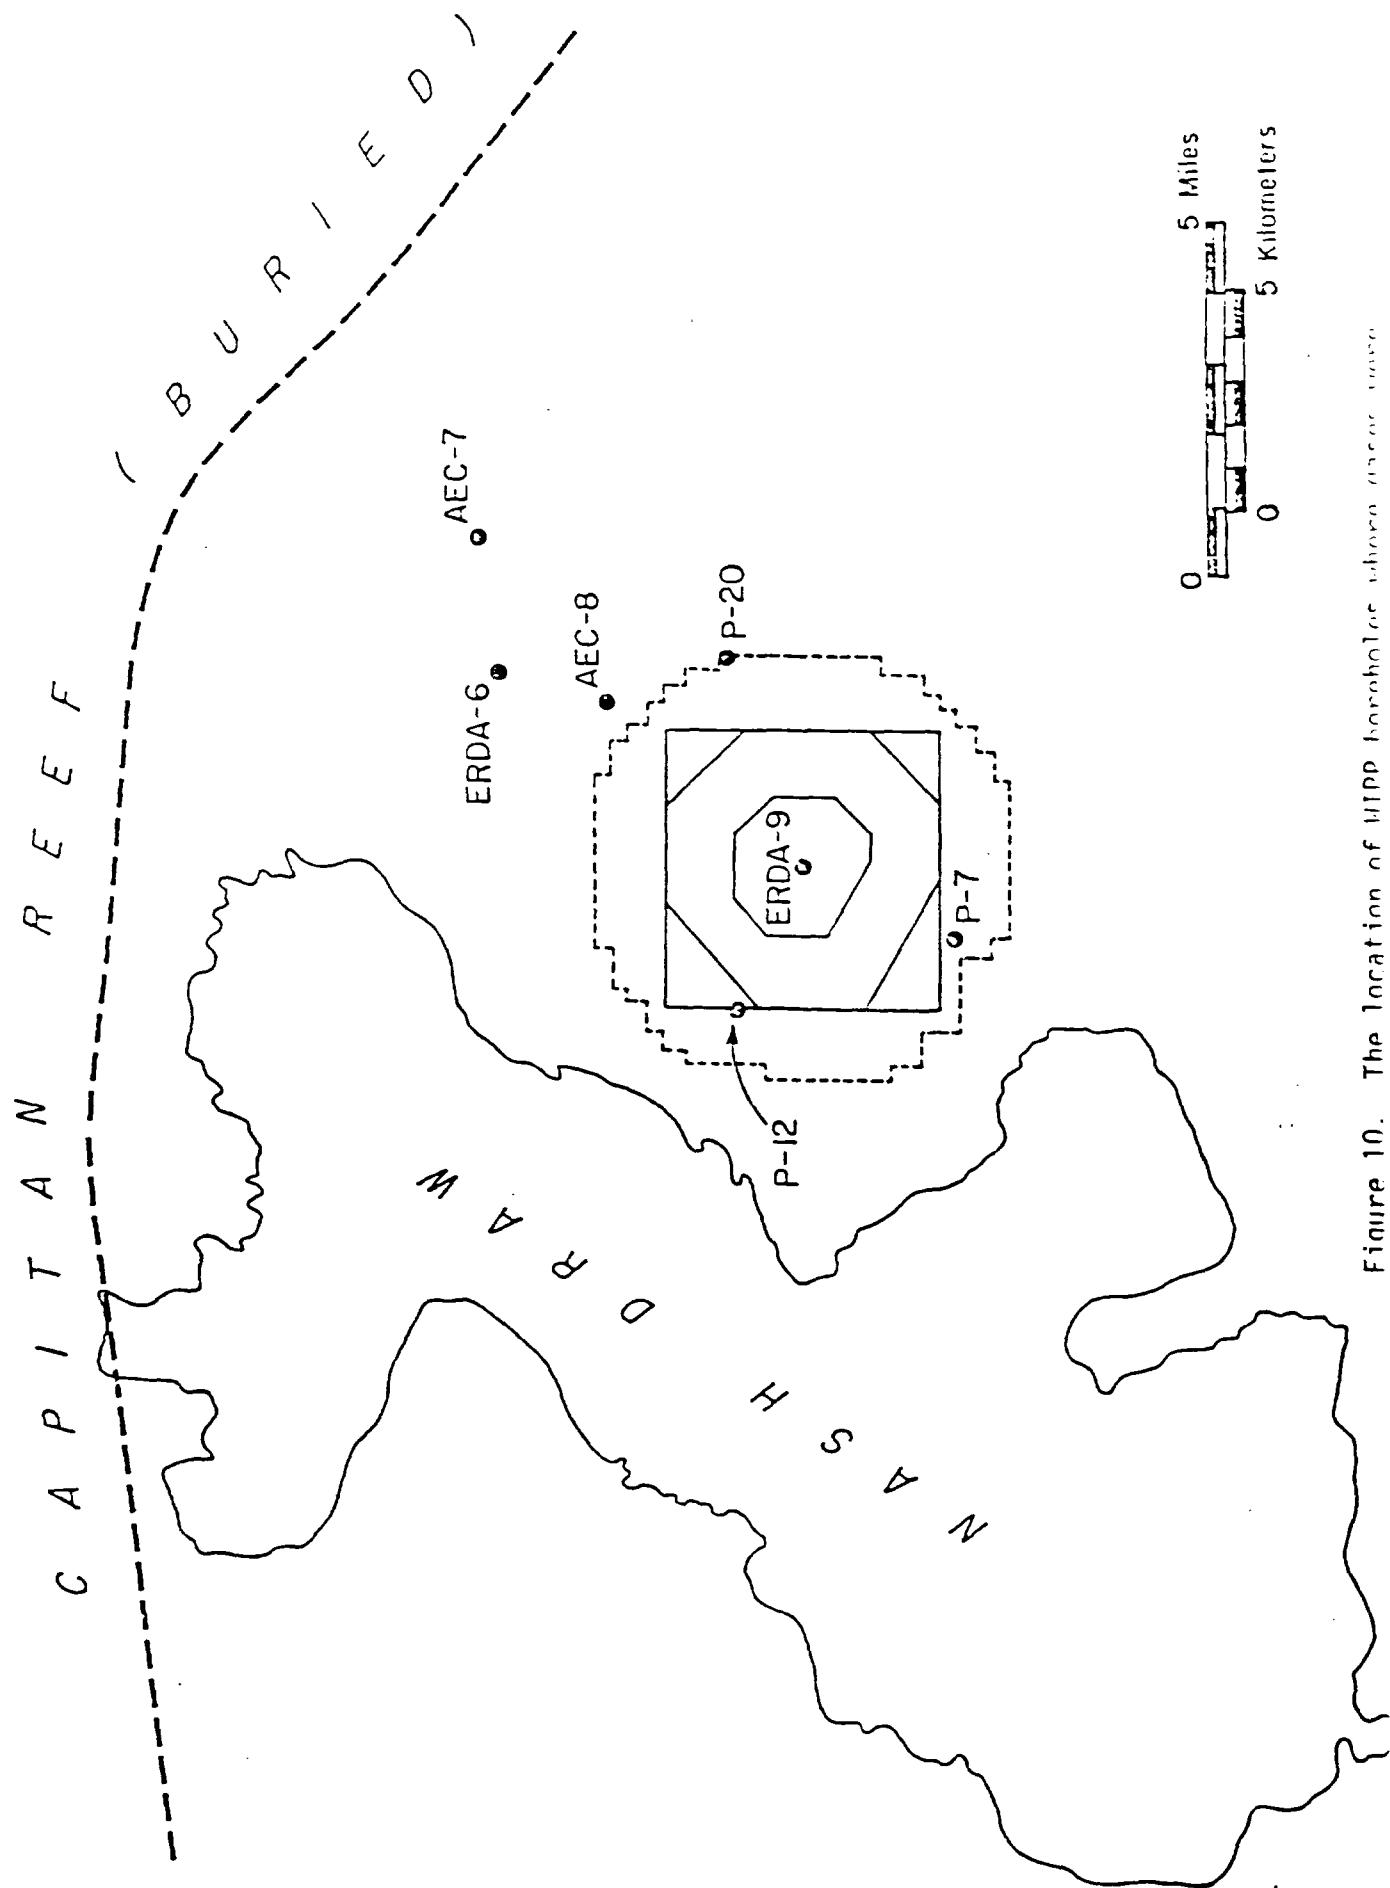 CAPITAN REEF
(BURIED)
AEC-7
ERDA-6
AEC-8
P-20
ERDA-9
P-7
P-12
NASH DRAW
0 5 Miles
0 5 Kilometers
Figure 10. The location of WIPP boreholes where